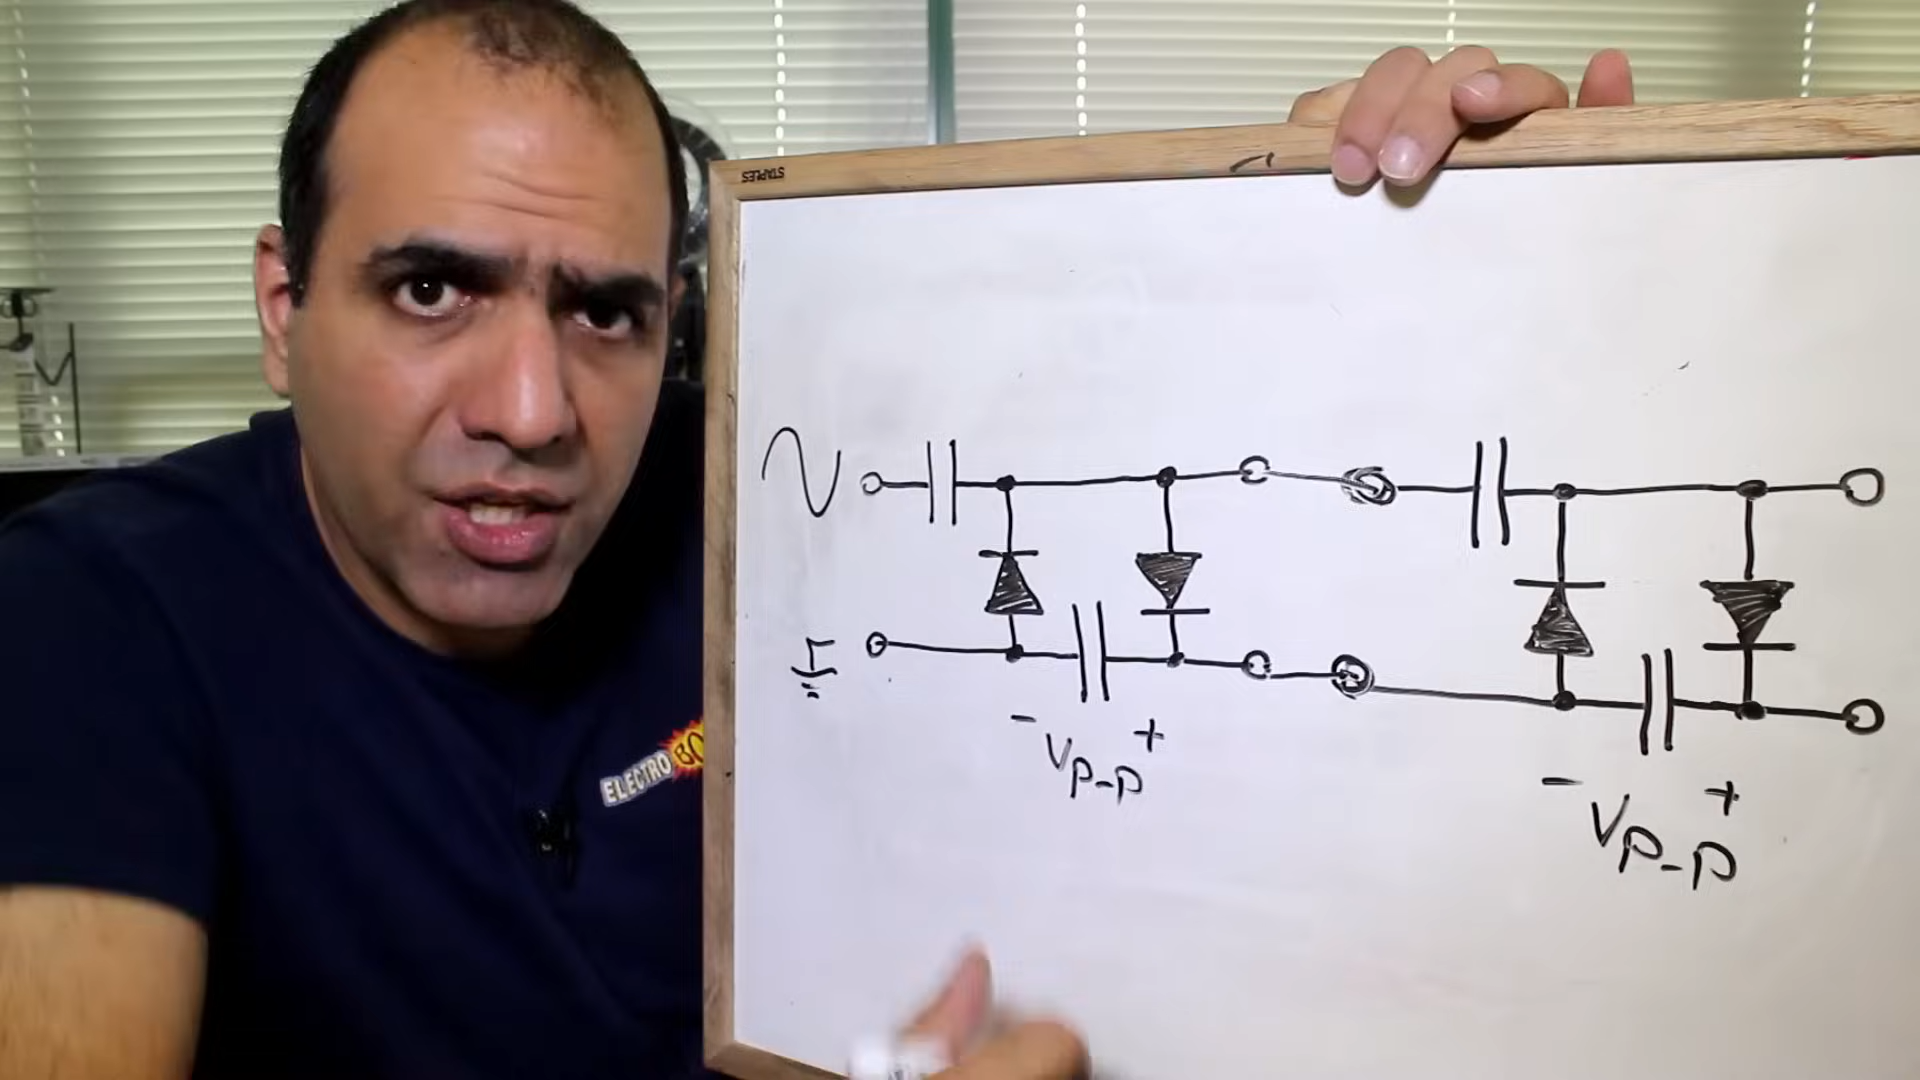 STAPLES
- +
VP-P
- +
VP-P
ELECTRO